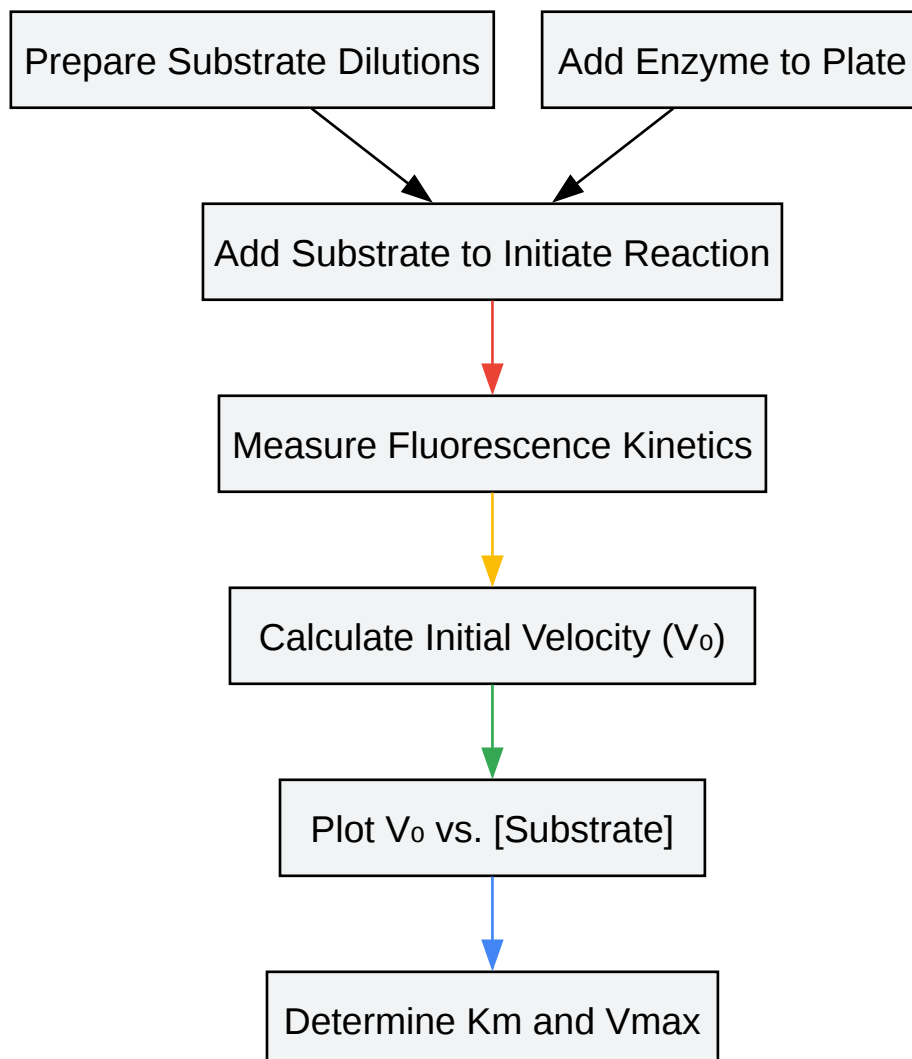 Prepare Substrate Dilutions
Add Enzyme to Plate
Add Substrate to Initiate Reaction
Measure Fluorescence Kinetics
Calculate Initial Velocity (V₀)
Plot V₀ vs. [Substrate]
Determine Km and Vmax